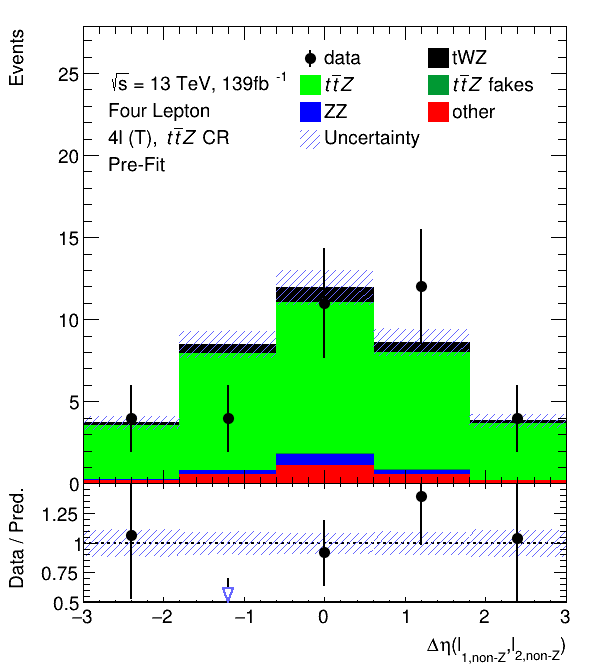 Events
25
20
15
10
5
0
√s = 13 TeV, 139fb⁻¹
Four Lepton
4l (T), tt̄Z CR
Pre-Fit
data
tWZ
tt̄Z
tt̄Z fakes
ZZ
other
Uncertainty
Data / Pred.
1.25
1
0.75
0.5
−3 −2 −1 0 1 2 3
Δη(l₁,non-Z,l₂,non-Z)